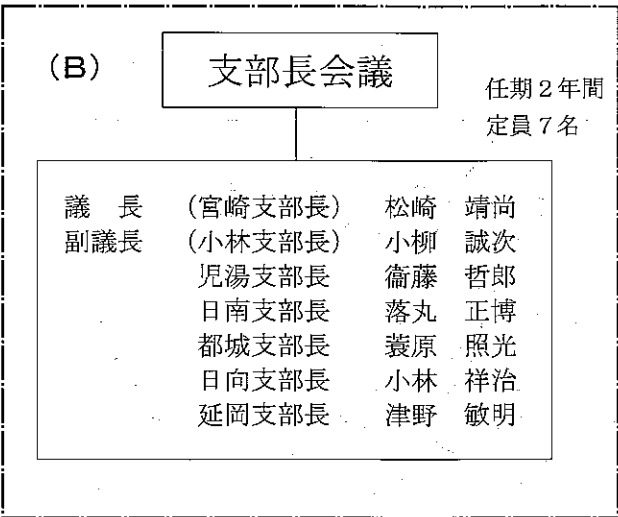 (B)
支部長会議
任期2年間
定員7名
議 長 (宮崎支部長) 松崎 靖尚
副議長 (小林支部長) 小柳 誠次
児湯支部長 衞藤 哲郎
日南支部長 落丸 正博
都城支部長 蓑原 照光
日向支部長 小林 祥治
延岡支部長 津野 敏明